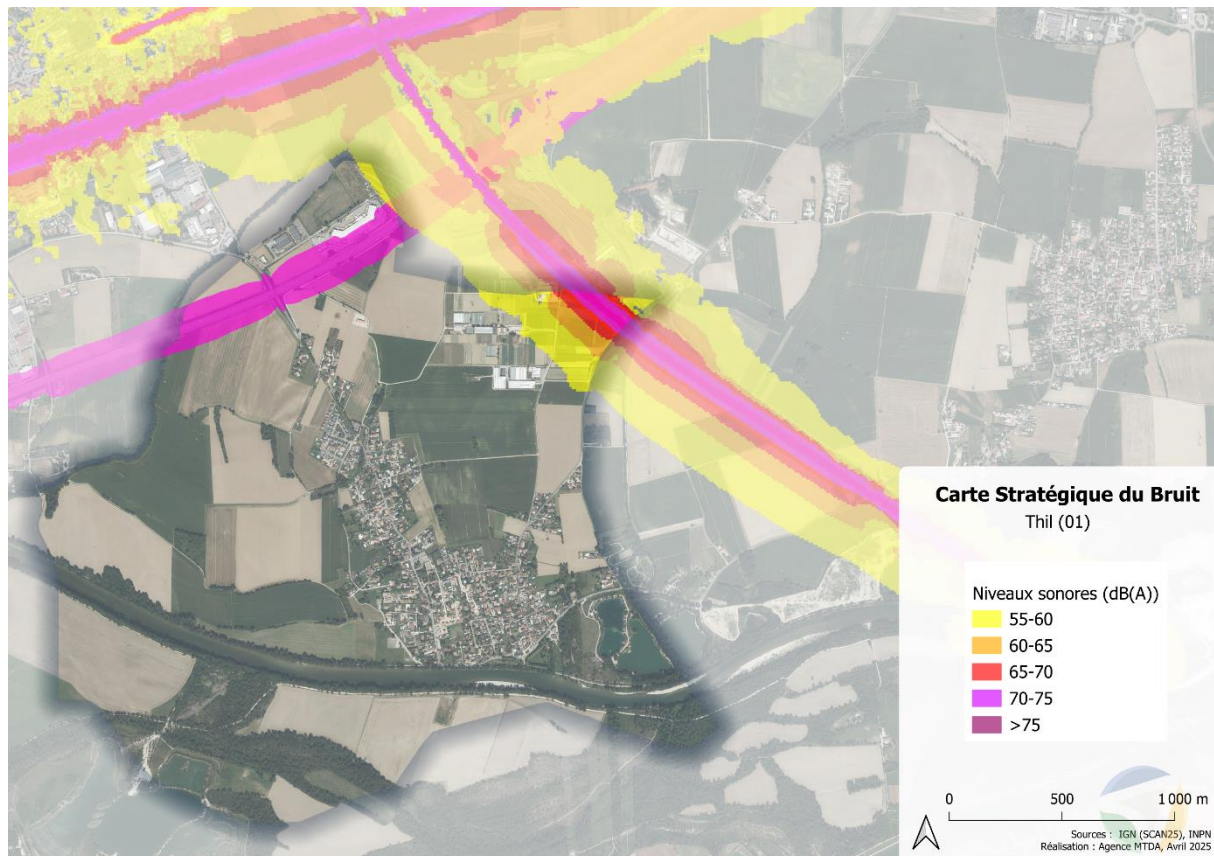 Carte Stratégique du Bruit
Thil (01)
Niveaux sonores (dB(A))
55-60
60-65
65-70
70-75
>75
0 500 1 000 m
Sources : IGN (SCAN25), INPN
Réalisation : Agence MTDA, Avril 2025